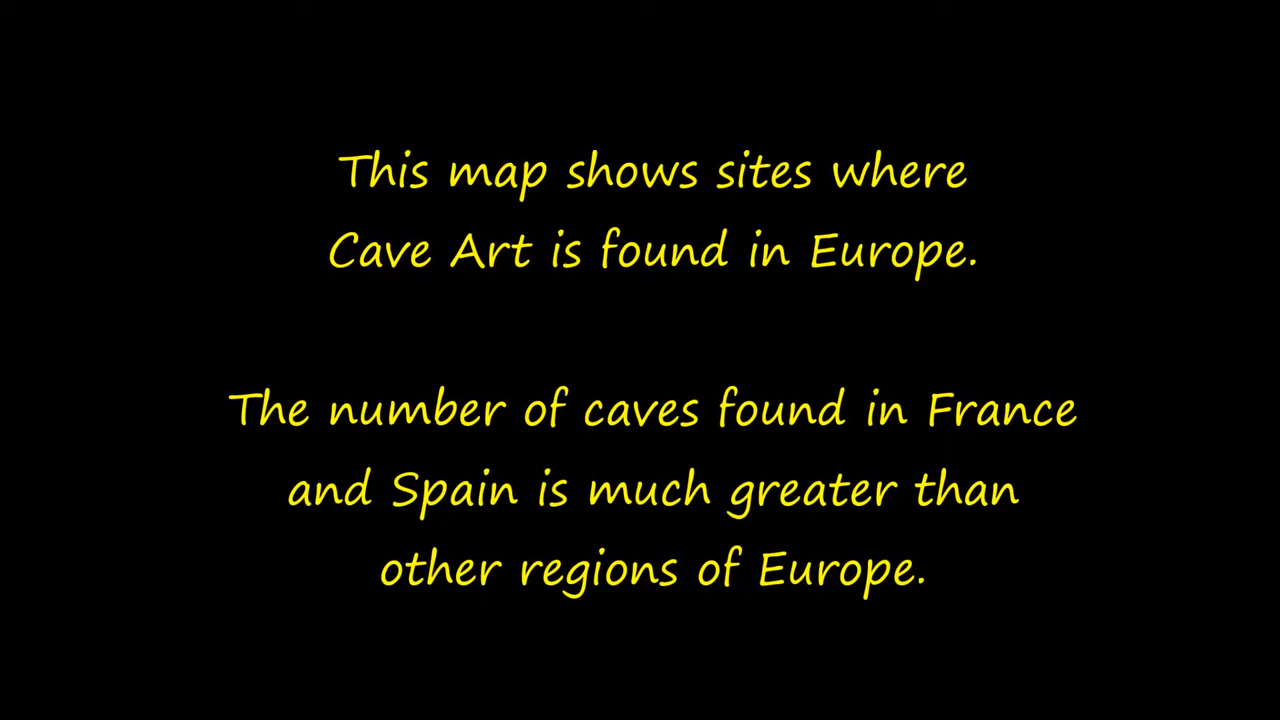 This map shows sites where
Cave Art is found in Europe.
The number of caves found in France
and Spain is much greater than
other regions of Europe.